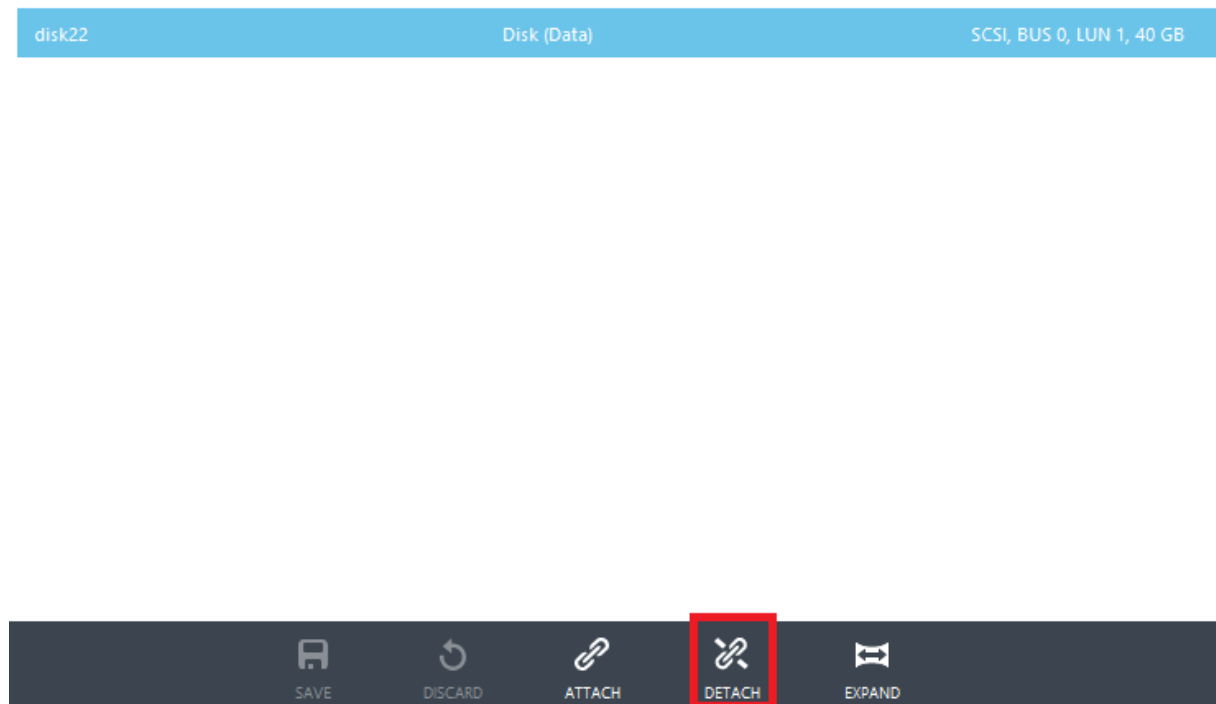 disk22 Disk (Data) SCSI, BUS 0, LUN 1, 40 GB
SAVE DISCARD ATTACH DETACH EXPAND